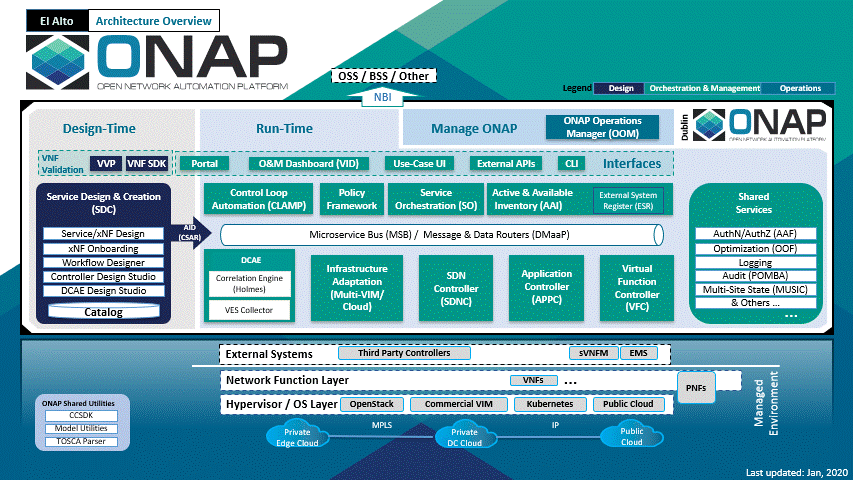 El Alto
Architecture Overview
ONAP
OPEN NETWORK AUTOMATION PLATFORM
OSS / BSS / Other
NBI
Legend
Design
Orchestration & Management
Operations
Design-Time
Run-Time
Manage ONAP
ONAP Operations
Manager (OOM)
Dublin
ONAP
OPEN NETWORK AUTOMATION PLATFORM
VNF
Validation
VVP
VNF SDK
Portal
O&M Dashboard (VID)
Use-Case UI
External APIs
CLI
Interfaces
Service Design & Creation
(SDC)
Service/xNF Design
xNF Onboarding
Workflow Designer
Controller Design Studio
DCAE Design Studio
Catalog
AID
(CSAR)
Control Loop
Automation (CLAMP)
Policy
Framework
Service
Orchestration (SO)
Active & Available
Inventory (AAI)
External System
Register (ESR)
Microservice Bus (MSB) / Message & Data Routers (DMaaP)
DCAE
Correlation Engine
(Holmes)
VES Collector
Infrastructure
Adaptation
(Multi-VIM/
Cloud)
SDN
Controller
(SDNC)
Application
Controller
(APPC)
Virtual
Function
Controller
(VFC)
Shared
Services
AuthN/AuthZ (AAF)
Optimization (OOF)
Logging
Audit (POMBA)
Multi-Site State (MUSIC)
& Others ...
...
External Systems
Third Party Controllers
sVNFM
EMS
Network Function Layer
VNFs
...
PNFs
Hypervisor / OS Layer
OpenStack
Commercial VIM
Kubernetes
Public Cloud
Managed
Environment
ONAP Shared Utilities
CCSDK
Model Utilities
TOSCA Parser
Private
Edge Cloud
MPLS
Private
DC Cloud
IP
Public
Cloud
Last updated: Jan, 2020